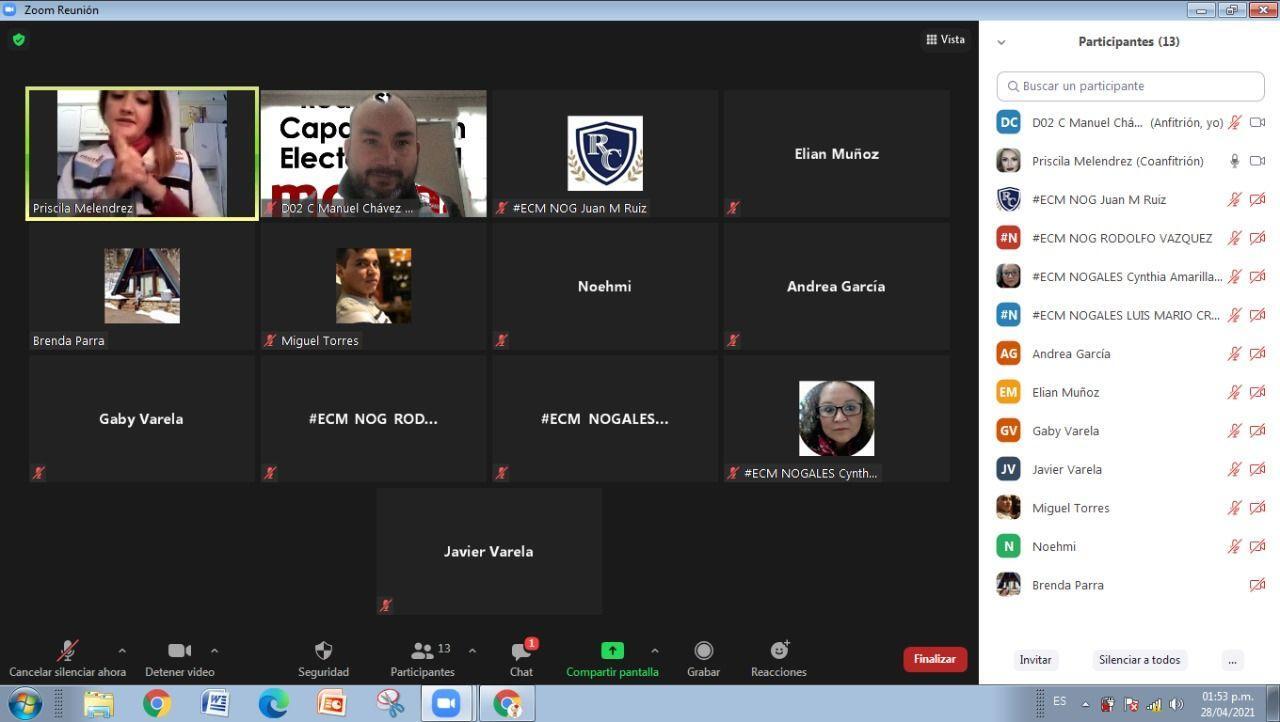 Zoom Reunión
Vista
Capa
n
Elect
Priscila Melendrez
D02 C Manuel Chávez ...
RC
#ECM NOG Juan M Ruiz
Elian Muñoz
Brenda Parra
Miguel Torres
Noehmi
Andrea García
Gaby Varela
#ECM NOG ROD...
#ECM NOGALES...
#ECM NOGALES Cynth...
Javier Varela
Cancelar silenciar ahora
Detener video
Seguridad
13
Participantes
1
Chat
Compartir pantalla
Grabar
Reacciones
Finalizar
Participantes (13)
Buscar un participante
DC D02 C Manuel Chá... (Anfitrión, yo)
Priscila Melendrez (Coanfitrión)
#ECM NOG Juan M Ruiz
#N #ECM NOG RODOLFO VAZQUEZ
#ECM NOGALES Cynthia Amarilla...
#N #ECM NOGALES LUIS MARIO CR...
AG Andrea García
EM Elian Muñoz
GV Gaby Varela
JV Javier Varela
Miguel Torres
N Noehmi
Brenda Parra
Invitar Silenciar a todos ...
ES
01:53 p.m.
28/04/2021